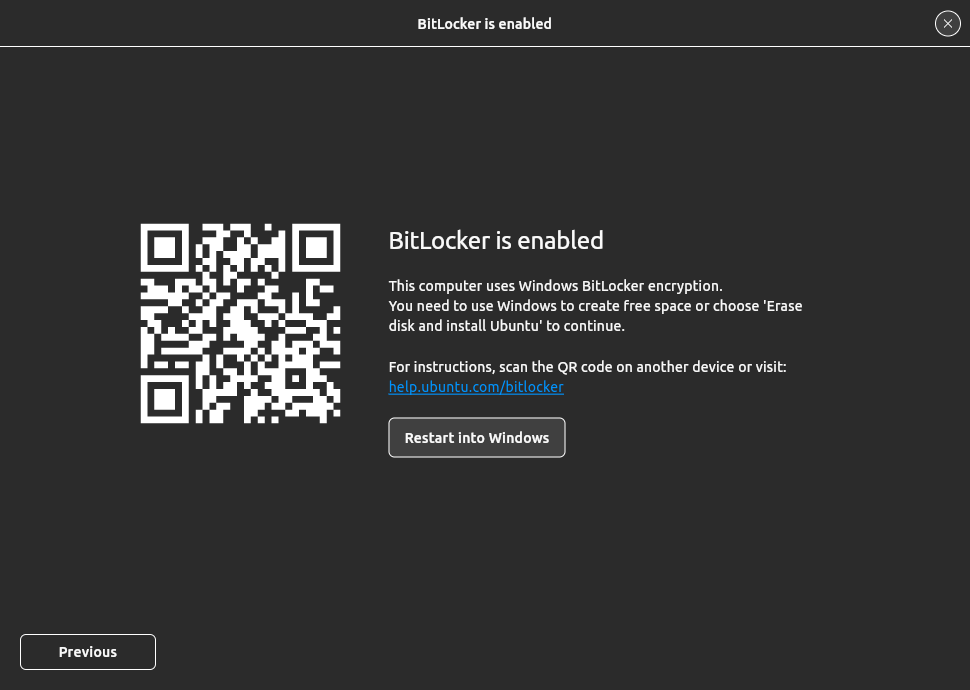 BitLocker is enabled
BitLocker is enabled
This computer uses Windows BitLocker encryption.
You need to use Windows to create free space or choose 'Erase
disk and install Ubuntu' to continue.
For instructions, scan the QR code on another device or visit:
help.ubuntu.com/bitlocker
Restart into Windows
Previous